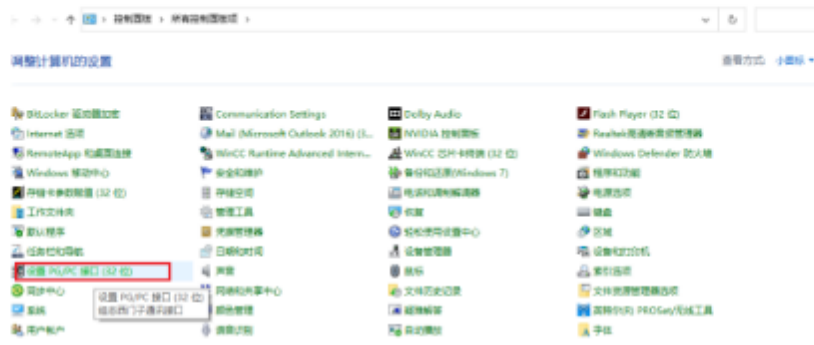 控制面板 › 所有控制面板项 ›
调整计算机的设置
查看方式: 小图标
BitLocker 驱动器加密
Communication Settings
Dolby Audio
Flash Player (32 位)
Internet 选项
Mail (Microsoft Outlook 2016) (3...
NVIDIA 控制面板
Realtek高清晰音频管理器
RemoteApp 和桌面连接
WinCC Runtime Advanced Intern...
WinCC 芯片卡终端 (32 位)
Windows Defender 防火墙
Windows 移动中心
安全和维护
备份和还原(Windows 7)
程序和功能
存储卡参数赋值 (32 位)
存储空间
电话和调制解调器
电源选项
工作文件夹
管理工具
恢复
键盘
默认程序
凭据管理器
轻松使用设置中心
区域
任务栏和导航
日期和时间
设备管理器
设备和打印机
设置 PG/PC 接口 (32 位)
声音
鼠标
索引选项
同步中心
网络和共享中心
文件历史记录
文件资源管理器选项
设置 PG/PC 接口 (32 位)
组态西门子通讯接口
系统
颜色管理
疑难解答
英特尔(R) PROSet/无线工具
用户帐户
语音识别
自动播放
字体